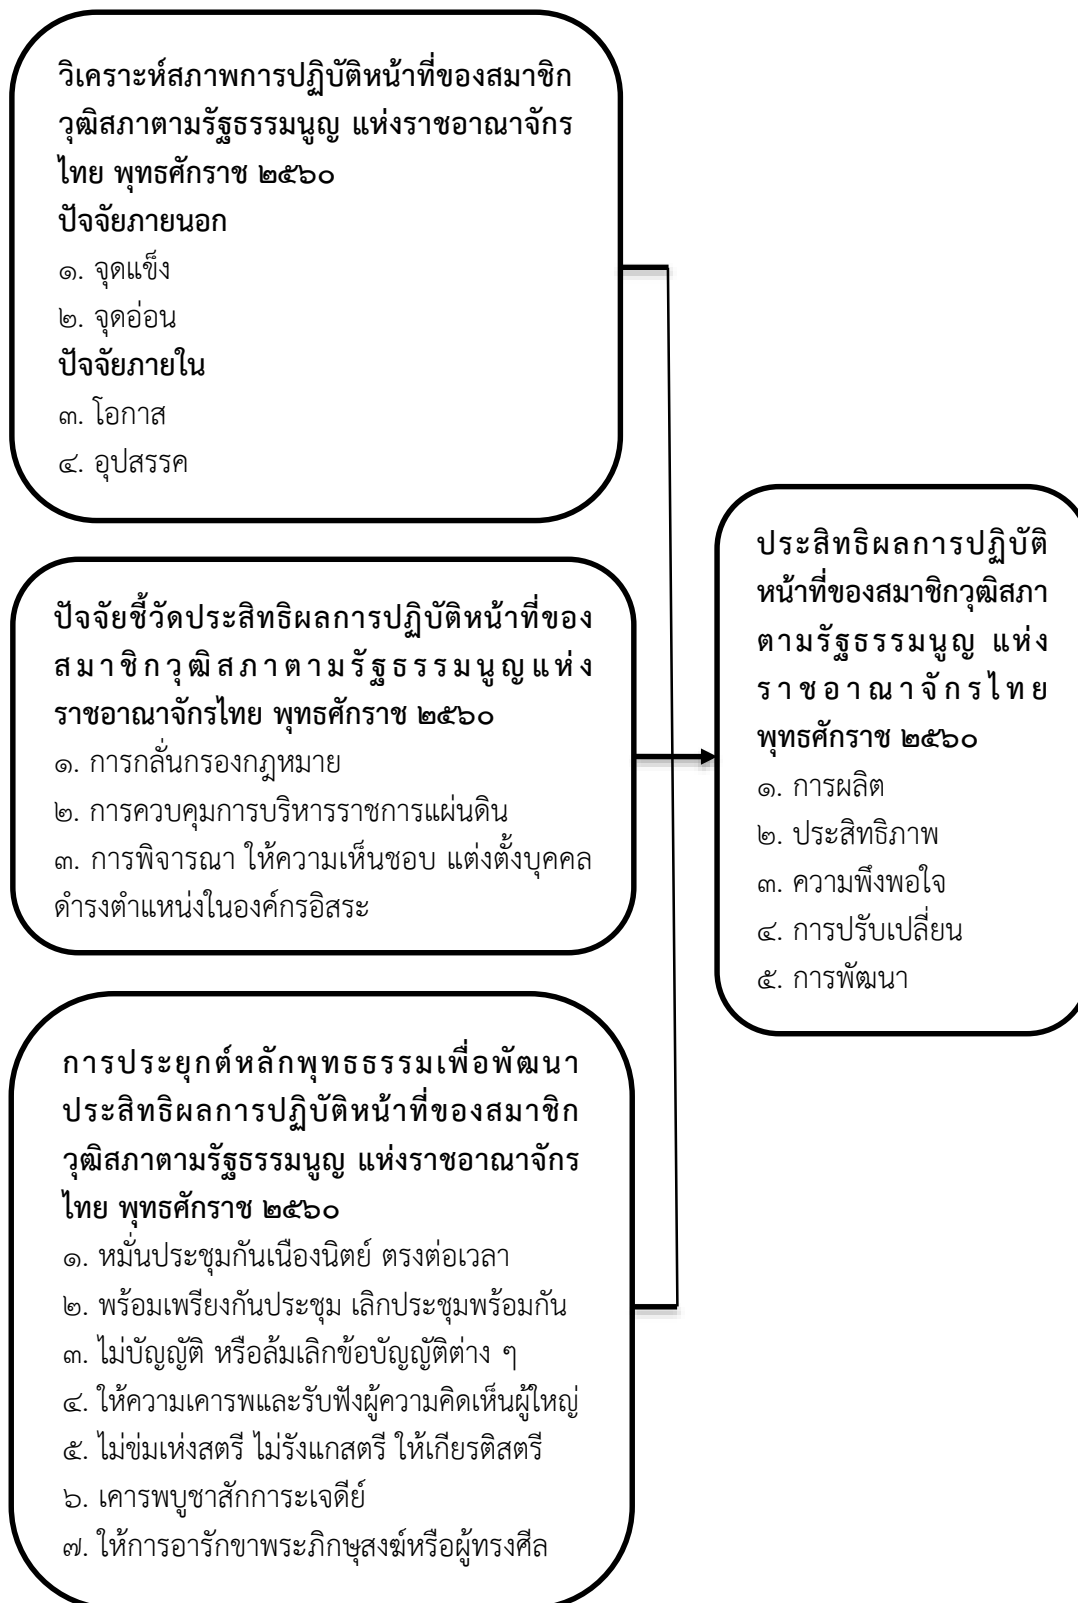 วิเคราะห์สภาพการปฏิบัติหน้าที่ของสมาชิก
วุฒิสภาตามรัฐธรรมนูญ แห่งราชอาณาจักร
ไทย พุทธศักราช ๒๕๖๐
ปัจจัยภายนอก
๑. จุดแข็ง
๒. จุดอ่อน
ปัจจัยภายใน
๓. โอกาส
๔. อุปสรรค
ปัจจัยชี้วัดประสิทธิผลการปฏิบัติหน้าที่ของ
สมาชิกวุฒิสภาตามรัฐธรรมนูญแห่ง
ราชอาณาจักรไทย พุทธศักราช ๒๕๖๐
๑. การกลั่นกรองกฎหมาย
๒. การควบคุมการบริหารราชการแผ่นดิน
๓. การพิจารณา ให้ความเห็นชอบ แต่งตั้งบุคคล
ดำรงตำแหน่งในองค์กรอิสระ
การประยุกต์หลักพุทธธรรมเพื่อพัฒนา
ประสิทธิผลการปฏิบัติหน้าที่ของสมาชิก
วุฒิสภาตามรัฐธรรมนูญ แห่งราชอาณาจักร
ไทย พุทธศักราช ๒๕๖๐
๑. หมั่นประชุมกันเนืองนิตย์ ตรงต่อเวลา
๒. พร้อมเพรียงกันประชุม เลิกประชุมพร้อมกัน
๓. ไม่บัญญัติ หรือล้มเลิกข้อบัญญัติต่าง ๆ
๔. ให้ความเคารพและรับฟังผู้ความคิดเห็นผู้ใหญ่
๕. ไม่ข่มเห่งสตรี ไม่รังแกสตรี ให้เกียรติสตรี
๖. เคารพบูชาสักการะเจดีย์
๗. ให้การอารักขาพระภิกษุสงฆ์หรือผู้ทรงศีล
ประสิทธิผลการปฏิบัติ
หน้าที่ของสมาชิกวุฒิสภา
ตามรัฐธรรมนูญ แห่ง
ราชอาณาจักรไทย
พุทธศักราช ๒๕๖๐
๑. การผลิต
๒. ประสิทธิภาพ
๓. ความพึงพอใจ
๔. การปรับเปลี่ยน
๕. การพัฒนา